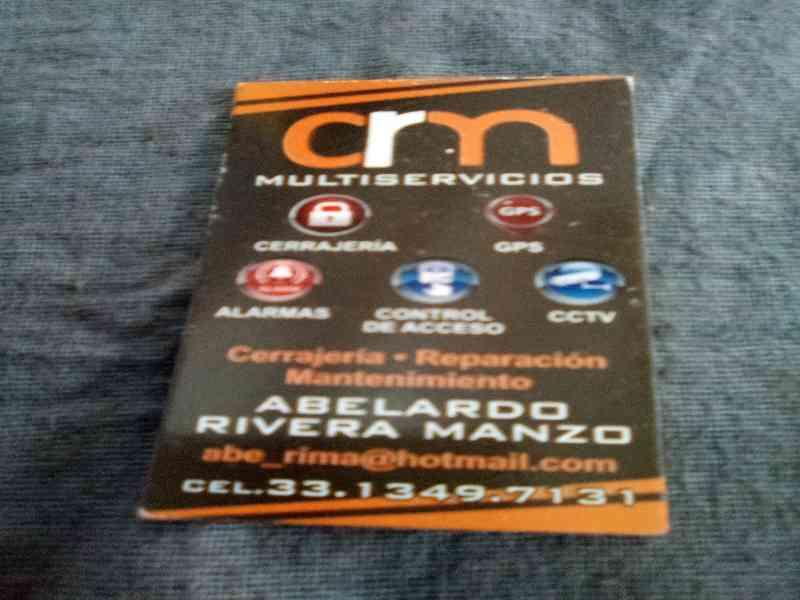 crm
MULTISERVICIOS
GPS
CERRAJERÍA GPS
ALARMAS CONTROL DE ACCESO CCTV
Cerrajería • Reparación
Mantenimiento
ABELARDO
RIVERA MANZO
abe_rima@hotmail.com
CEL.33.1349.7131